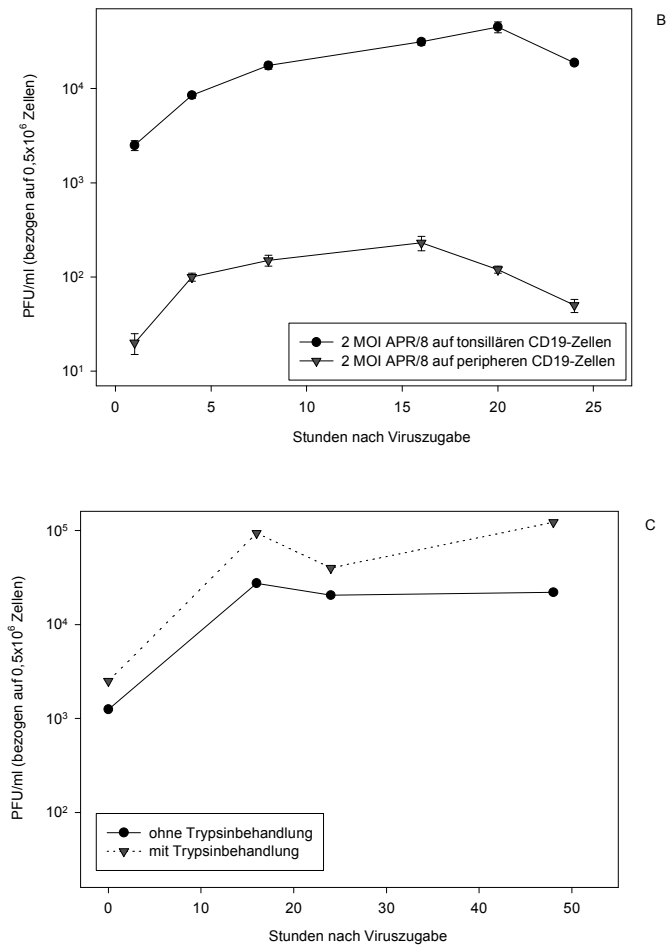 B
PFU/ml (bezogen auf 0,5x10⁶ Zellen)
10⁴
10³
10²
10¹
2 MOI APR/8 auf tonsillären CD19-Zellen
2 MOI APR/8 auf peripheren CD19-Zellen
0 5 10 15 20 25
Stunden nach Viruszugabe
C
PFU/ml (bezogen auf 0,5x10⁶ Zellen)
10⁵
10⁴
10³
10²
ohne Trypsinbehandlung
mit Trypsinbehandlung
0 10 20 30 40 50
Stunden nach Viruszugabe